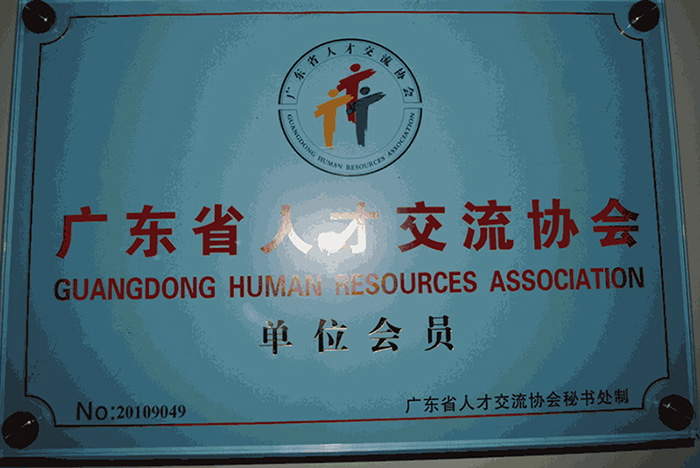 广东省人才交流协会
GUANGDONG HUMAN RESOURCES ASSOCIATION
广东省人才交流协会
GUANGDONG HUMAN RESOURCES ASSOCIATION
单位会员
No:20109049
广东省人才交流协会秘书处制